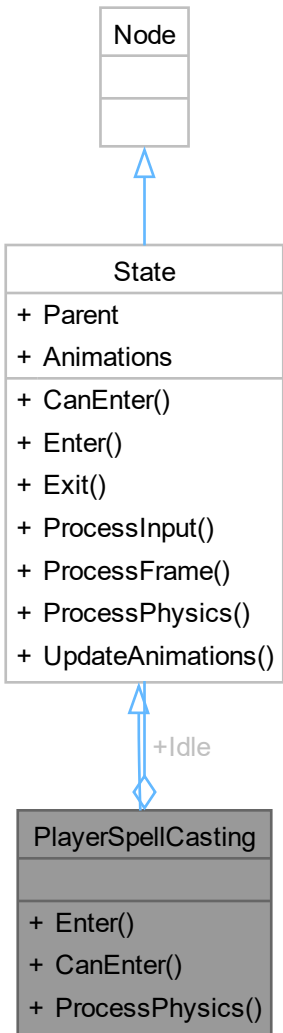 Node
State
+ Parent
+ Animations
+ CanEnter()
+ Enter()
+ Exit()
+ ProcessInput()
+ ProcessFrame()
+ ProcessPhysics()
+ UpdateAnimations()
+Idle
PlayerSpellCasting
+ Enter()
+ CanEnter()
+ ProcessPhysics()